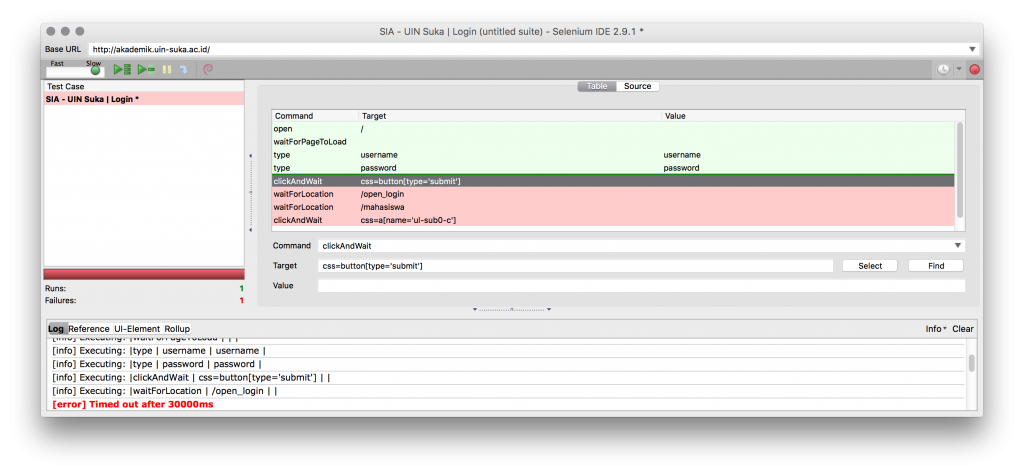 SIA - UIN Suka | Login (untitled suite) - Selenium IDE 2.9.1 *
Base URL http://akademik.uin-suka.ac.id/
Fast Slow
Test Case
SIA - UIN Suka | Login *
Table Source
Command Target Value
open /
waitForPageToLoad
type username username
type password password
clickAndWait css=button[type='submit']
waitForLocation /open_login
waitForLocation /mahasiswa
clickAndWait css=a[name='ul-sub0-c']
Command clickAndWait
Target css=button[type='submit'] Select Find
Value
Runs: 1
Failures: 1
Log Reference UI-Element Rollup Info Clear
[info] Executing: |waitForPageToLoad | | |
[info] Executing: |type | username | username |
[info] Executing: |type | password | password |
[info] Executing: |clickAndWait | css=button[type='submit'] | |
[info] Executing: |waitForLocation | /open_login | |
[error] Timed out after 30000ms